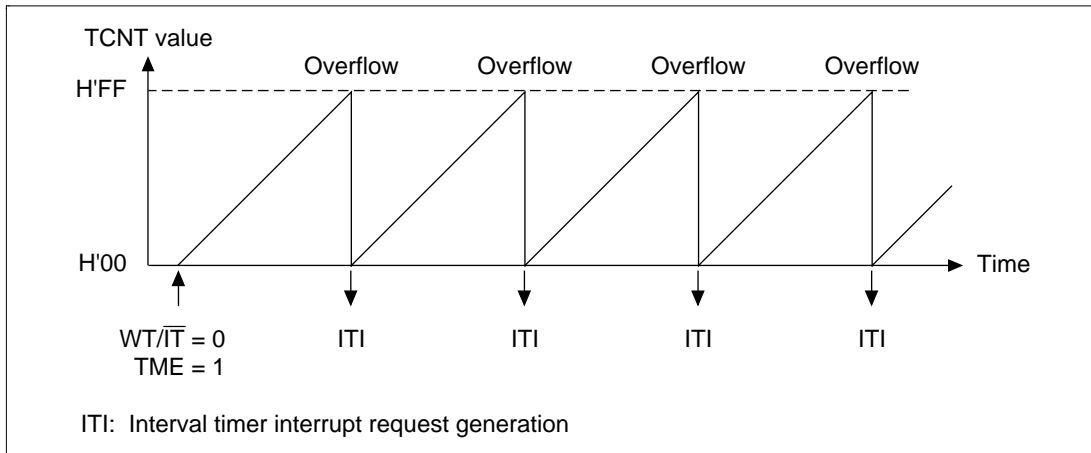 TCNT value
Overflow Overflow Overflow Overflow
H'FF
H'00
Time
WT/I̅T̅ = 0
TME = 1
ITI ITI ITI ITI
ITI: Interval timer interrupt request generation